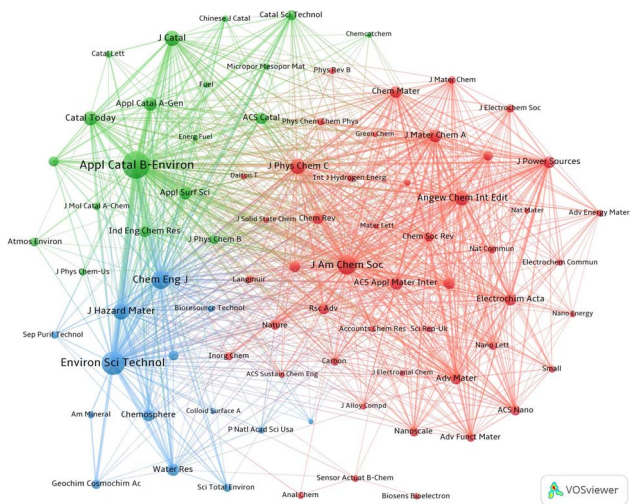 Chinese J Catal
Catal Sci Technol
J Catal
Chemcatchem
Catal Lett
Micropor Mesopor Mat
Phys Rev B
J Mater Chem
Fuel
Chem Mater
Appl Catal A-Gen
J Electrochem Soc
Catal Today
ACS Catal
Phys Chem Chem Phys
Green Chem
J Mater Chem A
Energ Fuel
Appl Catal B-Environ
J Phys Chem C
J Power Sources
Dalton T
Int J Hydrogen Energ
Appl Surf Sci
Angew Chem Int Edit
J Mol Catal A-Chem
J Solid State Chem
Chem Rev
Mater Lett
Nat Mater
Adv Energy Mater
Ind Eng Chem Res
Atmos Environ
J Phys Chem B
Chem Soc Rev
Nat Commun
Electrochem Commun
J Phys Chem-Us
Chem Eng J
Langmuir
J Am Chem Soc
ACS Appl Mater Inter
Electrochim Acta
Bioresource Technol
J Hazard Mater
Rsc Adv
Nano Energy
Nature
Accounts Chem Res
Sci Rep-Uk
Sep Purif Technol
Nano Lett
Environ Sci Technol
Inorg Chem
Carbon
Small
ACS Sustain Chem Eng
J Electroanal Chem
Adv Mater
J Alloy Compd
ACS Nano
Am Mineral
Chemosphere
Colloid Surface A
P Natl Acad Sci Usa
Nanoscale
Adv Funct Mater
Water Res
Geochim Cosmochim Ac
Sci Total Environ
Sensor Actuat B-Chem
Anal Chem
Biosens Bioelectron
VOSviewer